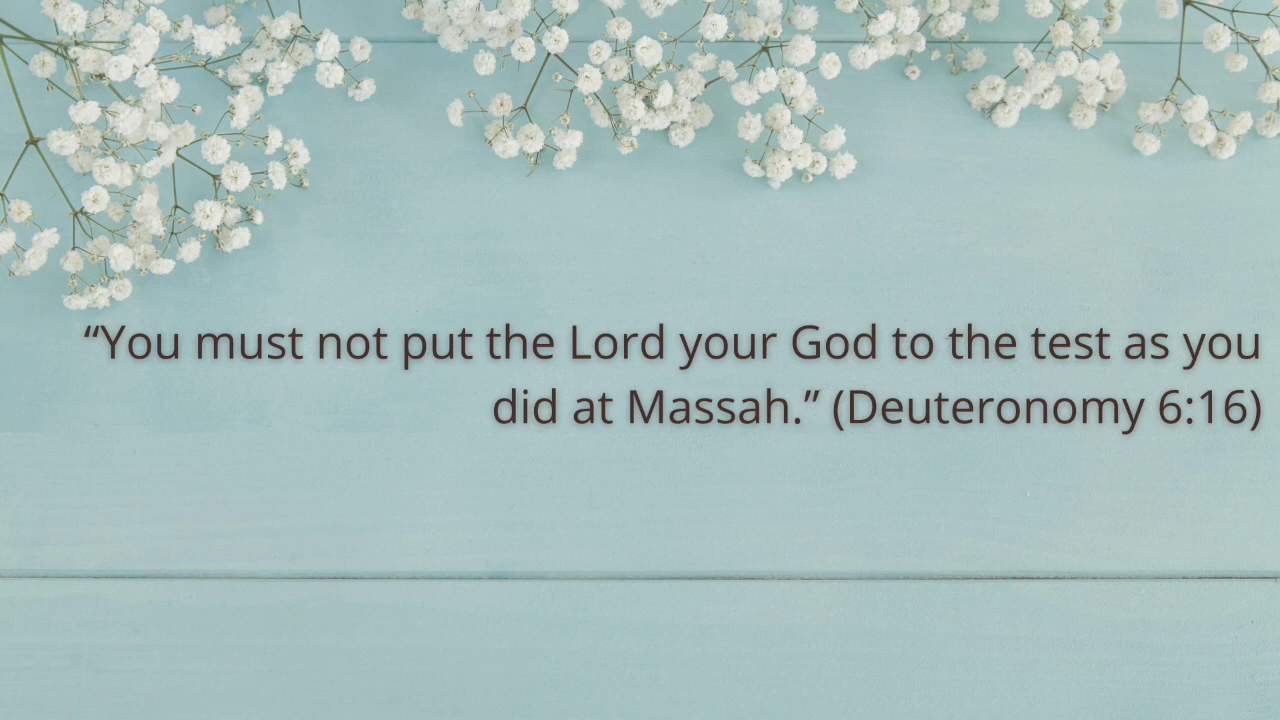 “You must not put the Lord your God to the test as you
did at Massah.” (Deuteronomy 6:16)